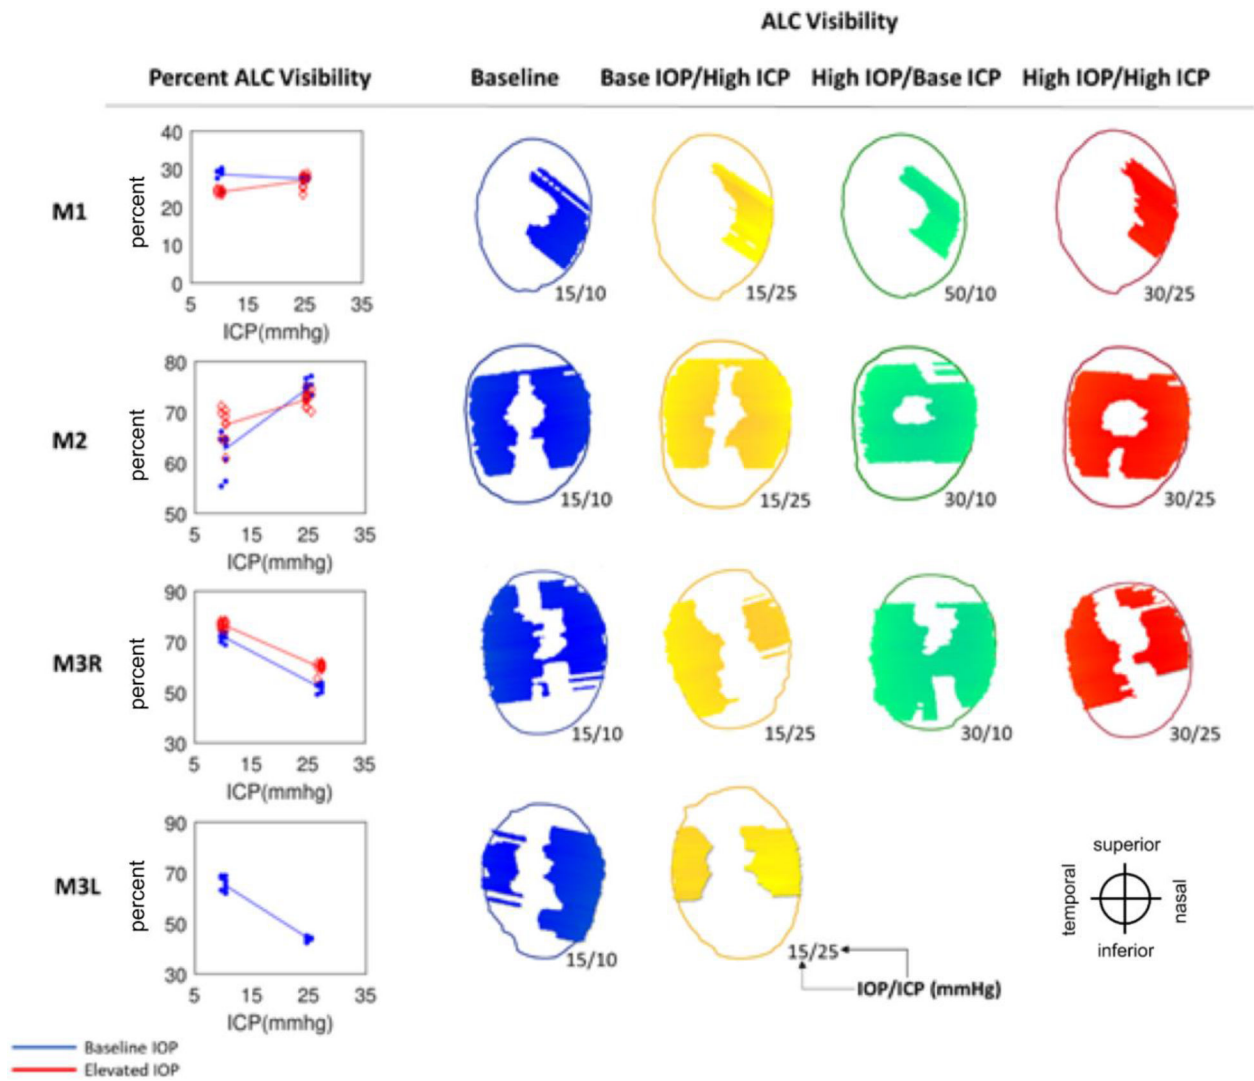 ALC Visibility
Percent ALC Visibility Baseline Base IOP/High ICP High IOP/Base ICP High IOP/High ICP
M1
percent
40
30
20
10
0
5 15 25 35
ICP(mmhg)
15/10 15/25 50/10 30/25
M2
percent
80
70
60
50
5 15 25 35
ICP(mmhg)
15/10 15/25 30/10 30/25
M3R
percent
90
70
50
30
5 15 25 35
ICP(mmhg)
15/10 15/25 30/10 30/25
M3L
percent
90
70
50
30
5 15 25 35
ICP(mmhg)
15/10 15/25
IOP/ICP (mmHg)
superior
temporal
nasal
inferior
Baseline IOP
Elevated IOP